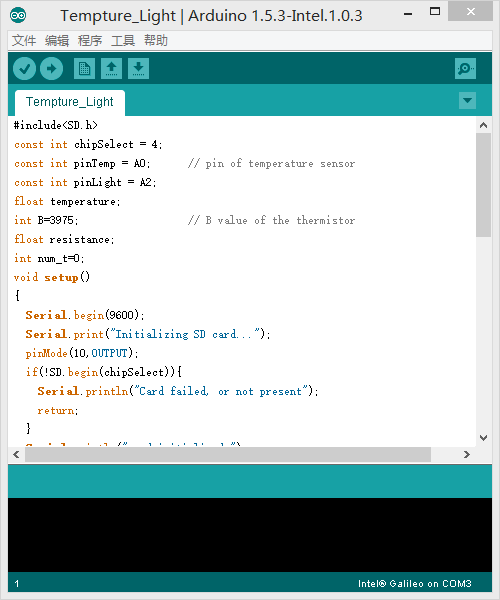 Tempture_Light | Arduino 1.5.3-Intel.1.0.3
文件 编辑 程序 工具 帮助
Tempture_Light
#include<SD.h>
const int chipSelect = 4;
const int pinTemp = A0; // pin of temperature sensor
const int pinLight = A2;
float temperature;
int B=3975; // B value of the thermistor
float resistance;
int num_t=0;
void setup()
{
Serial.begin(9600);
Serial.print("Initializing SD card...");
pinMode(10,OUTPUT);
if(!SD.begin(chipSelect)){
Serial.println("Card failed, or not present");
return;
}
1
Intel® Galileo on COM3